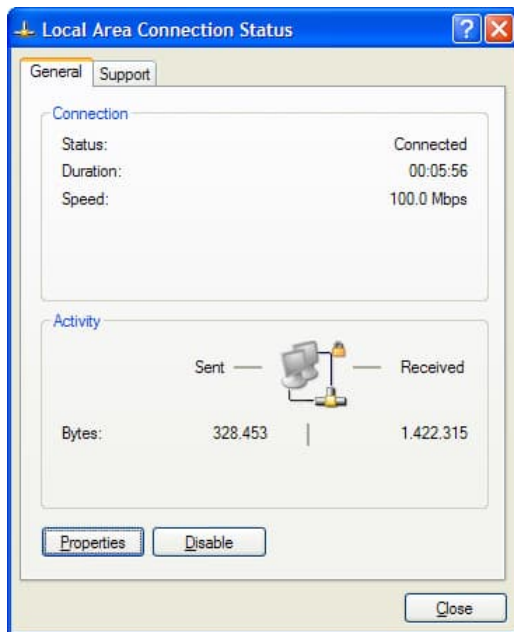 Local Area Connection Status
General Support
Connection
Status: Connected
Duration: 00:05:56
Speed: 100.0 Mbps
Activity
Sent Received
Bytes: 328.453 1.422.315
Properties Disable
Close